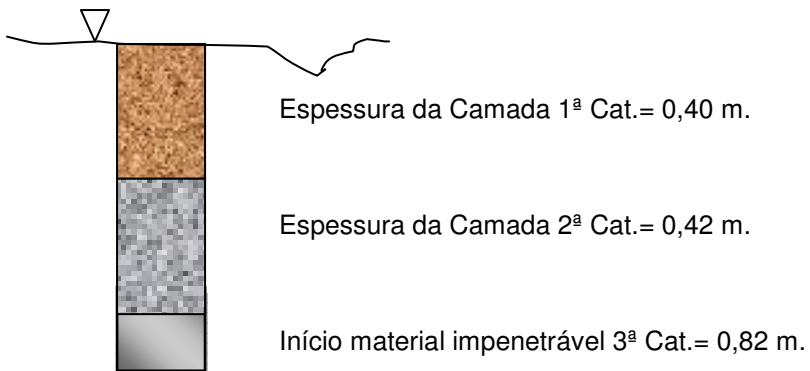 Espessura da Camada 1ª Cat.= 0,40 m.
Espessura da Camada 2ª Cat.= 0,42 m.
Início material impenetrável 3ª Cat.= 0,82 m.